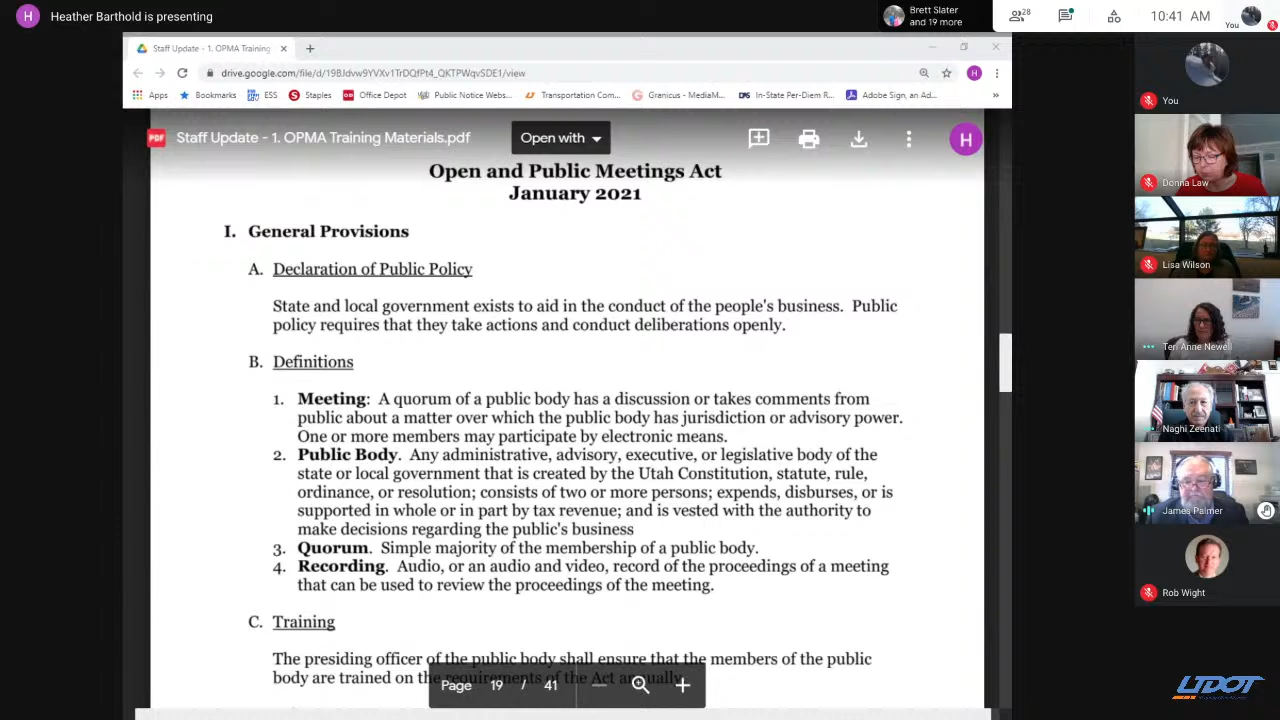 H Heather Barthold is presenting
Brett Slater
and 19 more
28
10:41 AM
You
Staff Update - 1. OPMA Training
drive.google.com/file/d/19BJdvw9YVXv1TrDQfPt4_QKTPWqvSDE1/view
H
Apps Bookmarks ESS Staples Office Depot Public Notice Webs... Transportation Com... Granicus - MediaM... In-State Per-Diem R... Adobe Sign, an Ad... »
PDF Staff Update - 1. OPMA Training Materials.pdf Open with H
Open and Public Meetings Act
January 2021
I. General Provisions
A. Declaration of Public Policy
State and local government exists to aid in the conduct of the people's business. Public
policy requires that they take actions and conduct deliberations openly.
B. Definitions
1. Meeting: A quorum of a public body has a discussion or takes comments from
public about a matter over which the public body has jurisdiction or advisory power.
One or more members may participate by electronic means.
2. Public Body. Any administrative, advisory, executive, or legislative body of the
state or local government that is created by the Utah Constitution, statute, rule,
ordinance, or resolution; consists of two or more persons; expends, disburses, or is
supported in whole or in part by tax revenue; and is vested with the authority to
make decisions regarding the public's business
3. Quorum. Simple majority of the membership of a public body.
4. Recording. Audio, or an audio and video, record of the proceedings of a meeting
that can be used to review the proceedings of the meeting.
C. Training
The presiding officer of the public body shall ensure that the members of the public
body are trained on the requirements of the Act annually.
Page 19 / 41
You
Donna Law
Lisa Wilson
Teri Anne Newell
Naghi Zeenati
James Palmer
Rob Wight
UDOT